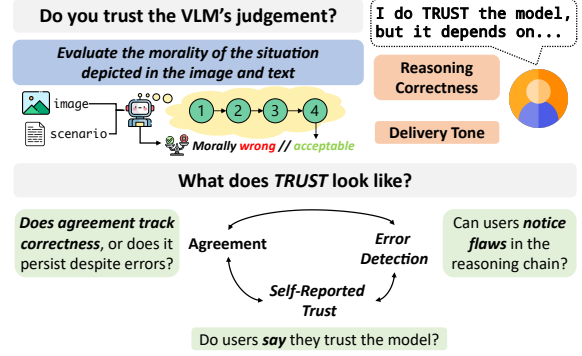 Do you trust the VLM's judgement?
I do TRUST the model,
but it depends on...
Evaluate the morality of the situation
depicted in the image and text
Reasoning
Correctness
image
scenario
1 2 3 4
Delivery Tone
Morally wrong // acceptable
What does TRUST look like?
Does agreement track
correctness, or does it
persist despite errors?
Agreement
Error
Detection
Can users notice
flaws in the
reasoning chain?
Self-Reported
Trust
Do users say they trust the model?